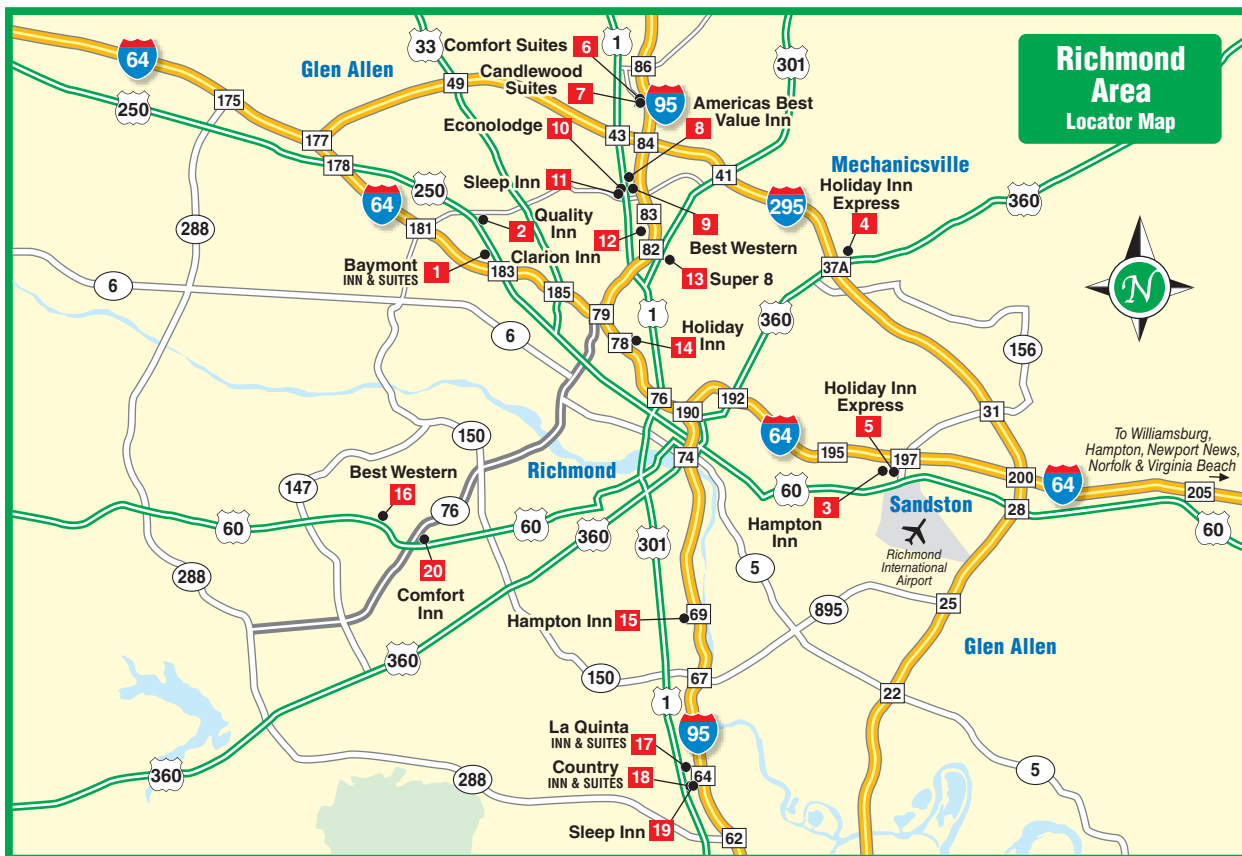 Richmond
Area
Locator Map
64
Glen Allen
33
Comfort Suites 6
1
86
301
Candlewood
Suites 7
95
250
175
49
Econolodge 10
43
84
Americas Best
Value Inn
8
177
178
Sleep Inn 11
41
Mechanicsville
Holiday Inn
Express
4
360
64
250
295
288
181
2
Quality
Inn
12
83
82
9
Best Western
Baymont
INN & SUITES
1
Clarion Inn
183
185
13 Super 8
37A
N
6
79
1
360
6
78
14
Holiday
Inn
156
76
190
192
64
Holiday Inn
Express
5
31
150
Richmond
74
195
197
To Williamsburg,
Hampton, Newport News,
Norfolk & Virginia Beach
200
64
205
Best Western
16
147
60
3
Hampton
Inn
Sandston
28
60
60
76
60
360
301
Richmond
International
Airport
288
20
Comfort
Inn
5
Hampton Inn 15
69
895
25
Glen Allen
360
150
67
22
1
95
La Quinta
INN & SUITES
17
360
288
Country
INN & SUITES
18
64
5
Sleep Inn 19
62